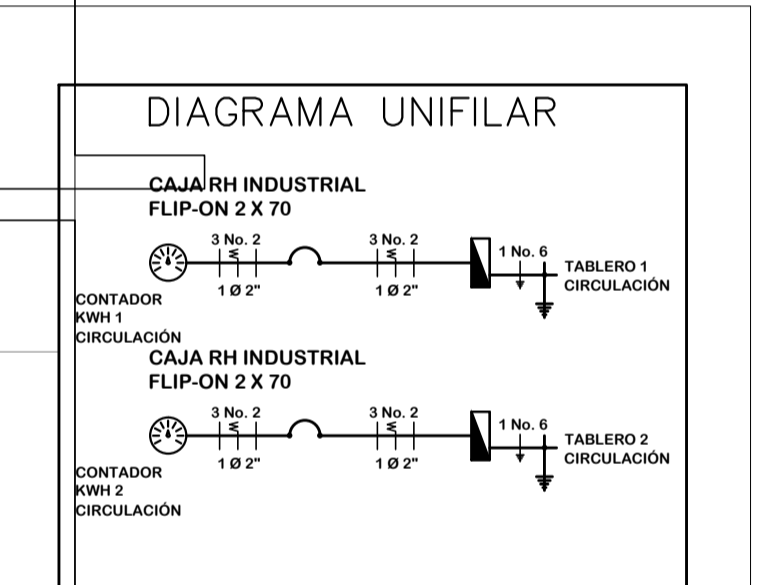 DIAGRAMA UNIFILAR
CAJA RH INDUSTRIAL
FLIP-ON 2 X 70
3 No. 2
3 No. 2
1 No. 6
1 Ø 2"
1 Ø 2"
TABLERO 1
CIRCULACIÓN
CONTADOR
KWH 1
CIRCULACIÓN
CAJA RH INDUSTRIAL
FLIP-ON 2 X 70
3 No. 2
3 No. 2
1 No. 6
1 Ø 2"
1 Ø 2"
TABLERO 2
CIRCULACIÓN
CONTADOR
KWH 2
CIRCULACIÓN